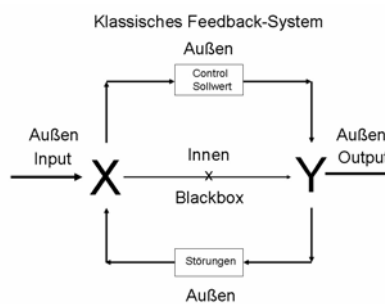 Klassisches Feedback-System
Außen
Control
Sollwert
Außen
Input
X
Innen
x
Blackbox
Y
Außen
Output
Störungen
Außen